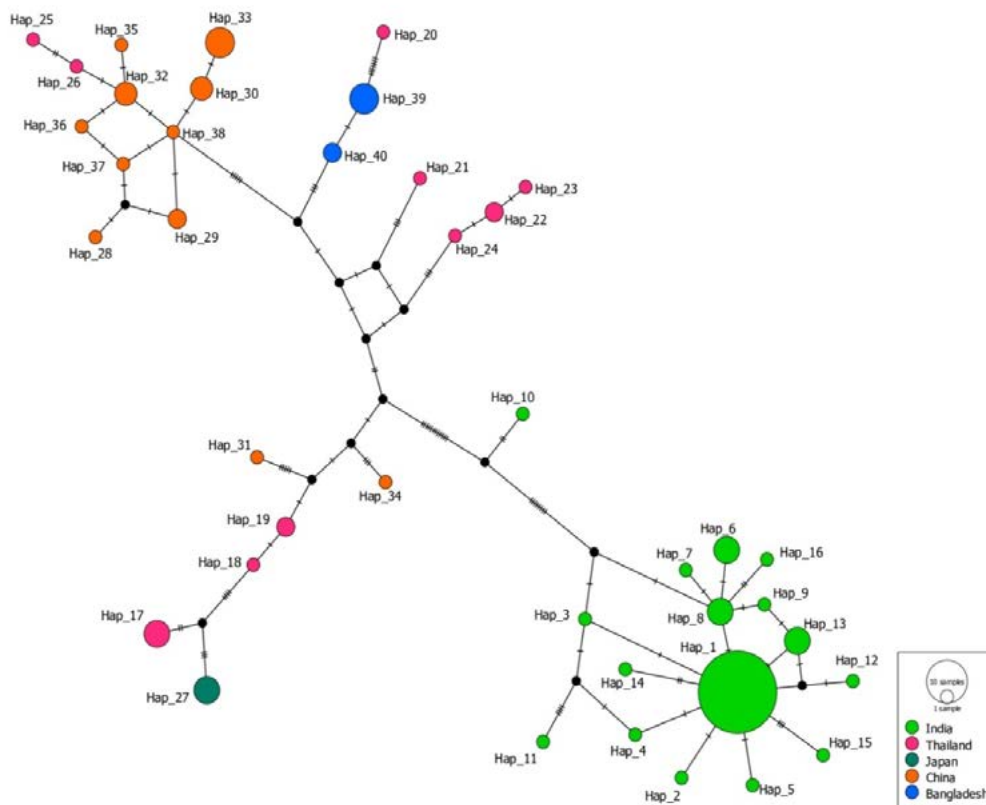 Hap_25
Hap_35
Hap_33
Hap_20
Hap_26
Hap_32
Hap_30
Hap_39
Hap_36
Hap_38
Hap_40
Hap_37
Hap_21
Hap_23
Hap_22
Hap_24
Hap_29
Hap_28
Hap_10
Hap_31
Hap_34
Hap_19
Hap_6
Hap_7
Hap_16
Hap_18
Hap_9
Hap_3
Hap_8
Hap_13
Hap_17
Hap_1
Hap_12
Hap_14
Hap_27
Hap_4
Hap_15
Hap_11
Hap_2
Hap_5
10 samples
1 sample
India
Thailand
Japan
China
Bangladesh